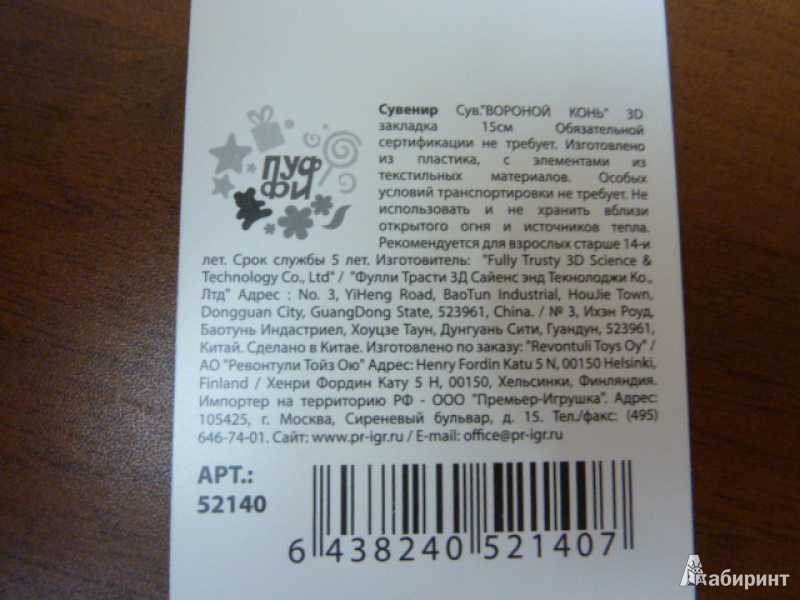 ПУФ
ФИ
Сувенир Сув."ВОРОНОЙ КОНЬ" 3D
закладка 15см Обязательной
сертификации не требует. Изготовлено
из пластика, с элементами из
текстильных материалов. Особых
условий транспортировки не требует. Не
использовать и не хранить вблизи
открытого огня и источников тепла.
Рекомендуется для взрослых старше 14-и
лет. Срок службы 5 лет. Изготовитель: "Fully Trusty 3D Science &
Technology Co., Ltd" / "Фулли Трасти 3Д Сайенс энд Текнолоджи Ко.,
Лтд" Адрес : No. 3, YiHeng Road, BaoTun Industrial, HouJie Town,
Dongguan City, GuangDong State, 523961, China. / № 3, Ихэн Роуд,
Баотунь Индастриел, Хоуцзе Таун, Дунгуань Сити, Гуандун, 523961,
Китай. Сделано в Китае. Изготовлено по заказу: "Revontuli Toys Oy" /
АО "Ревонтули Тойз Ою" Адрес: Henry Fordin Katu 5 N, 00150 Helsinki,
Finland / Хенри Фордин Кату 5 Н, 00150, Хельсинки, Финляндия.
Импортер на территорию РФ - ООО "Премьер-Игрушка". Адрес:
105425, г. Москва, Сиреневый бульвар, д. 15. Тел./факс: (495)
646-74-01. Сайт: www.pr-igr.ru / E-mail: office@pr-igr.ru
АРТ.:
52140
6 438240 521407
Лабиринт